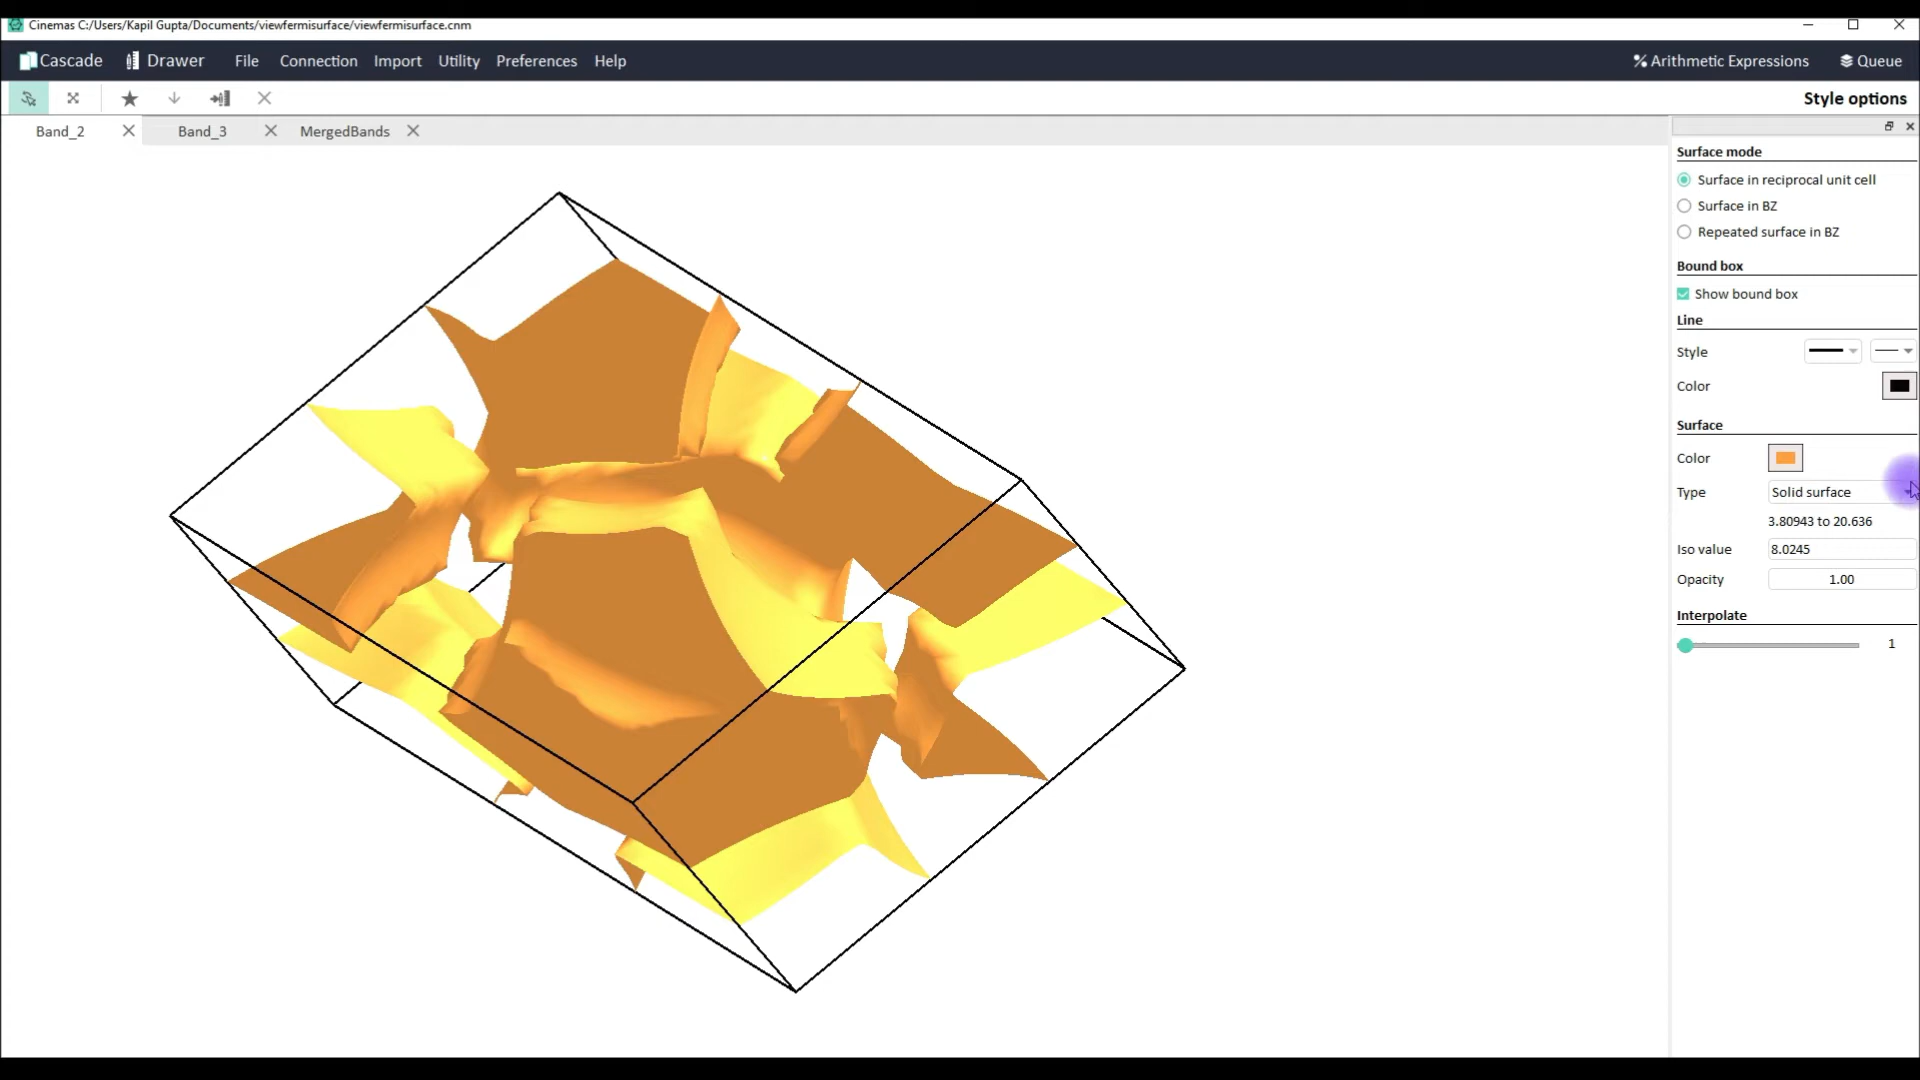 Cinemas C:/Users/Kapil Gupta/Documents/viewfermisurface/viewfermisurface.cnm
Cascade Drawer File Connection Import Utility Preferences Help % Arithmetic Expressions Queue
Style options
Band_2 Band_3 MergedBands
Surface mode
Surface in reciprocal unit cell
Surface in BZ
Repeated surface in BZ
Bound box
Show bound box
Line
Style
Color
Surface
Color
Type Solid surface
3.80943 to 20.636
Iso value 8.0245
Opacity 1.00
Interpolate
1